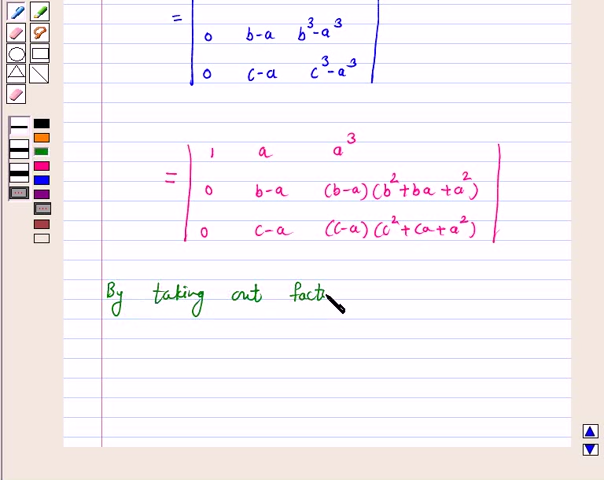 =
0 b-a b³-a³
0 c-a c³-a³
1 a a³
= 0 b-a (b-a)(b²+ba+a²)
0 c-a (c-a)(c²+ca+a²)
By taking out fact